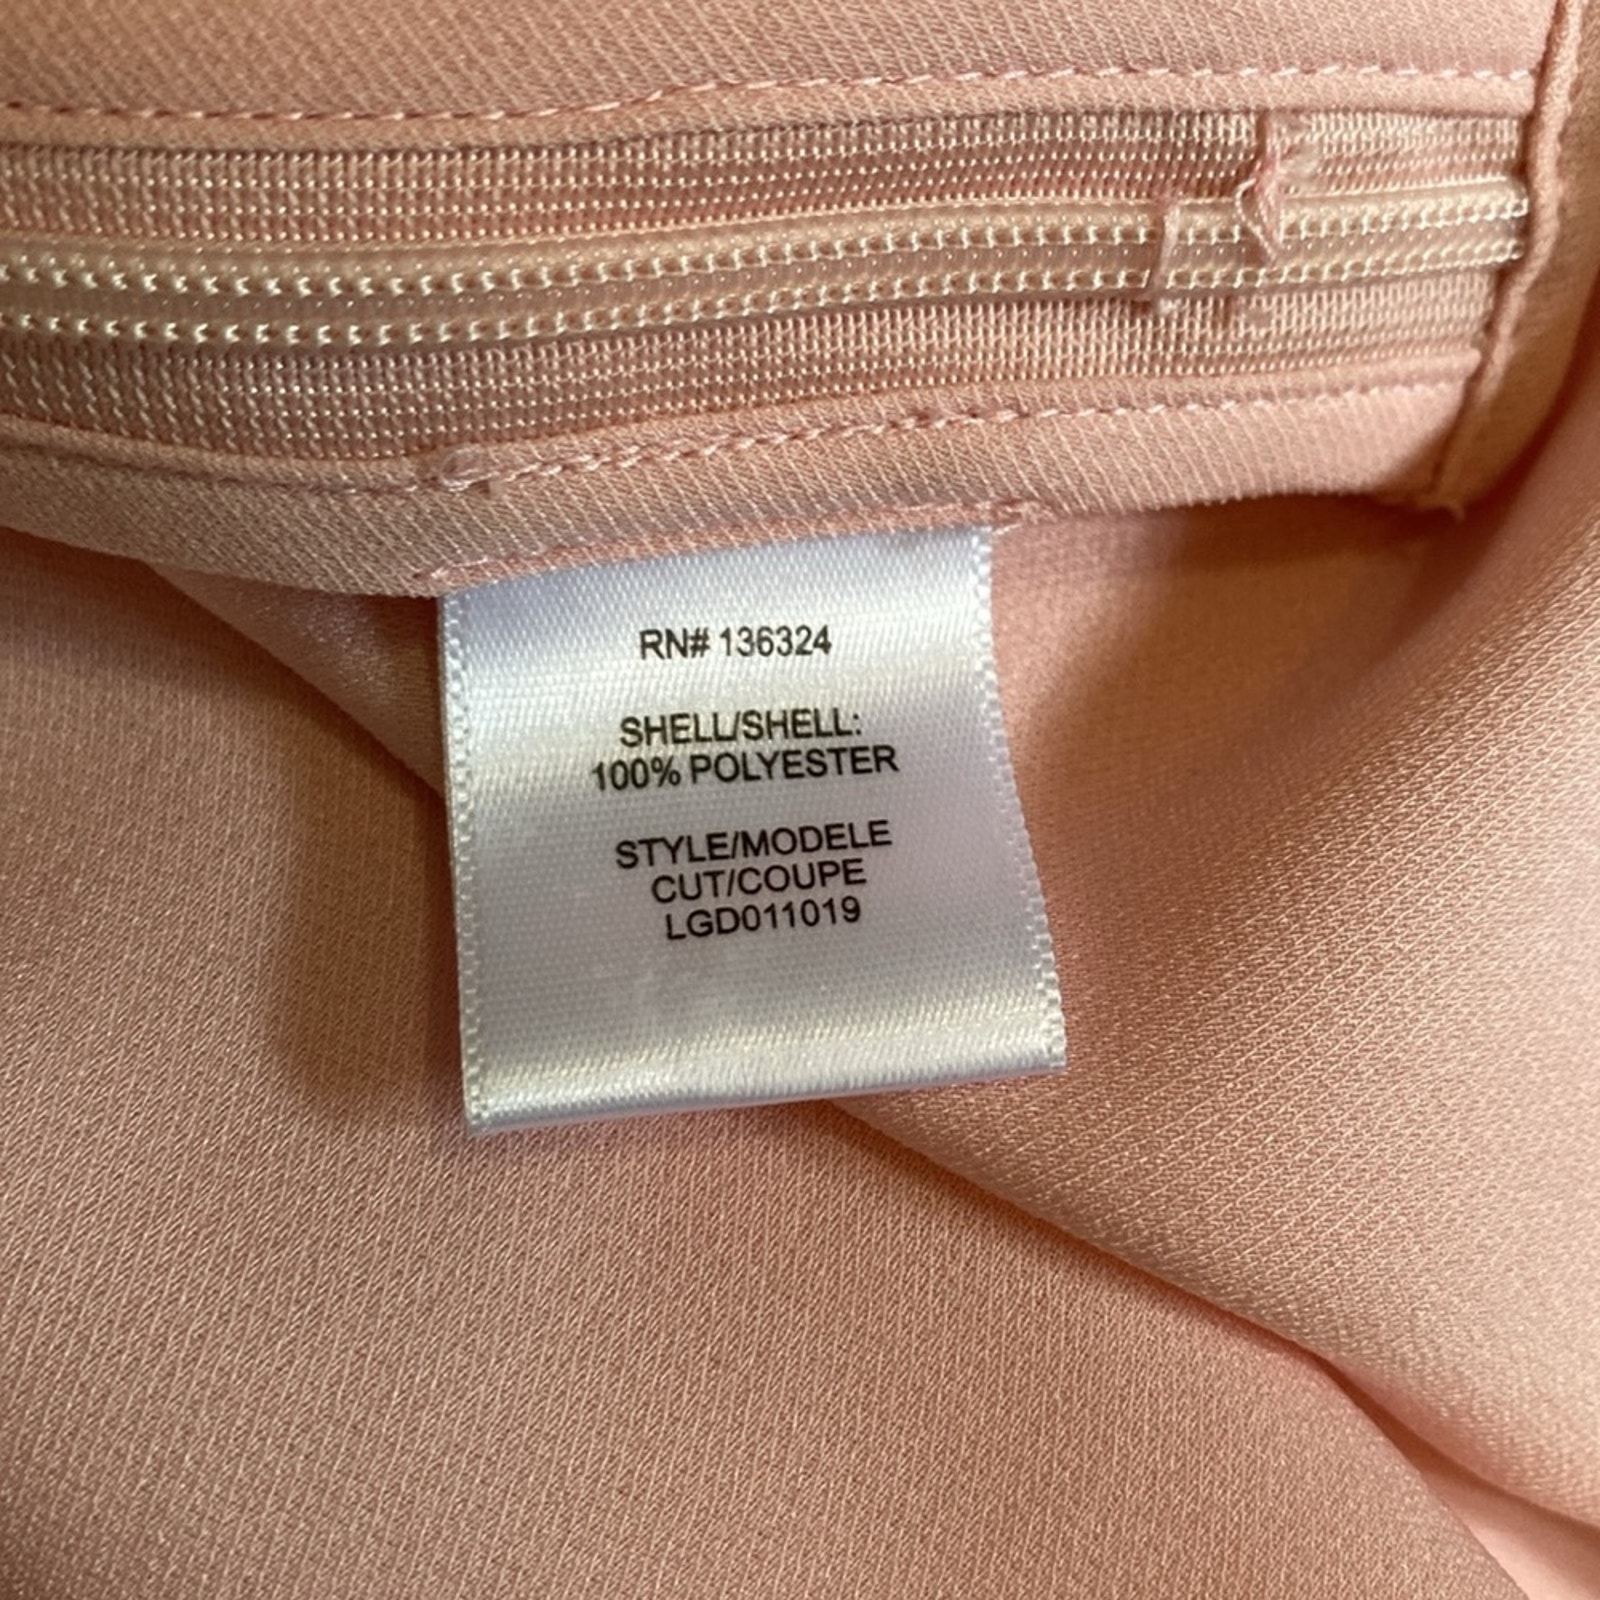 RN# 136324
SHELL/SHELL:
100% POLYESTER
STYLE/MODELE
CUT/COUPE
LGD011019